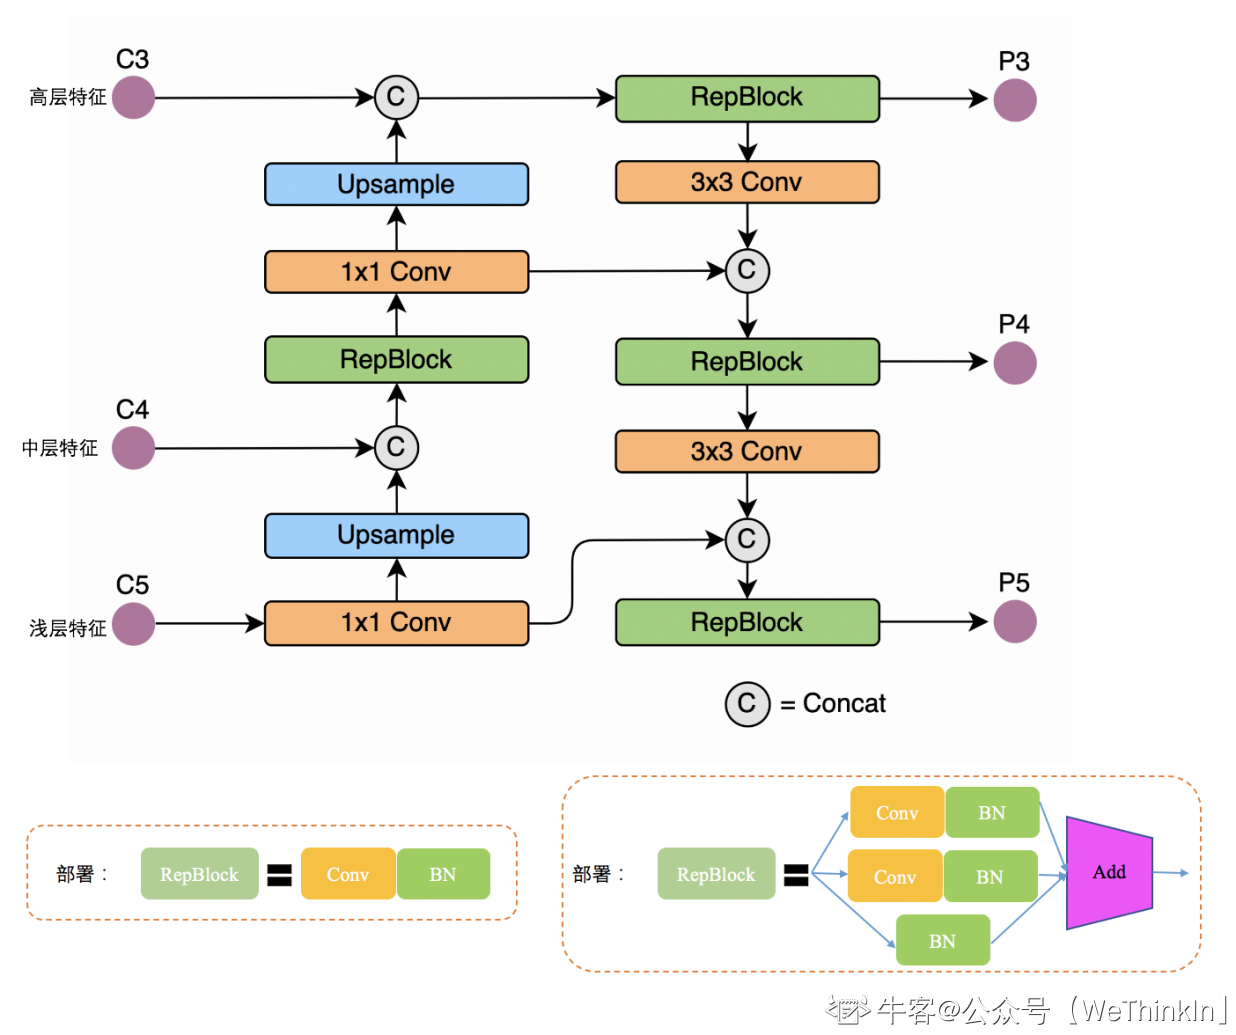 C3
高层特征
C
RepBlock
P3
Upsample
3x3 Conv
1x1 Conv
C
RepBlock
RepBlock
P4
C4
中层特征
C
3x3 Conv
Upsample
C
C5
浅层特征
1x1 Conv
RepBlock
P5
C = Concat
部署：
RepBlock
Conv
BN
部署：
RepBlock
Conv
BN
Conv
BN
BN
Add
牛客@公众号【WeThinkIn】